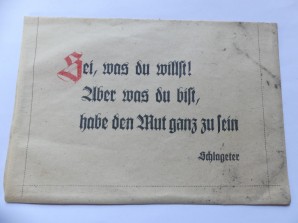 Sei, was du willst!
Aber was du bist,
habe den Mut ganz zu sein
Schlageter